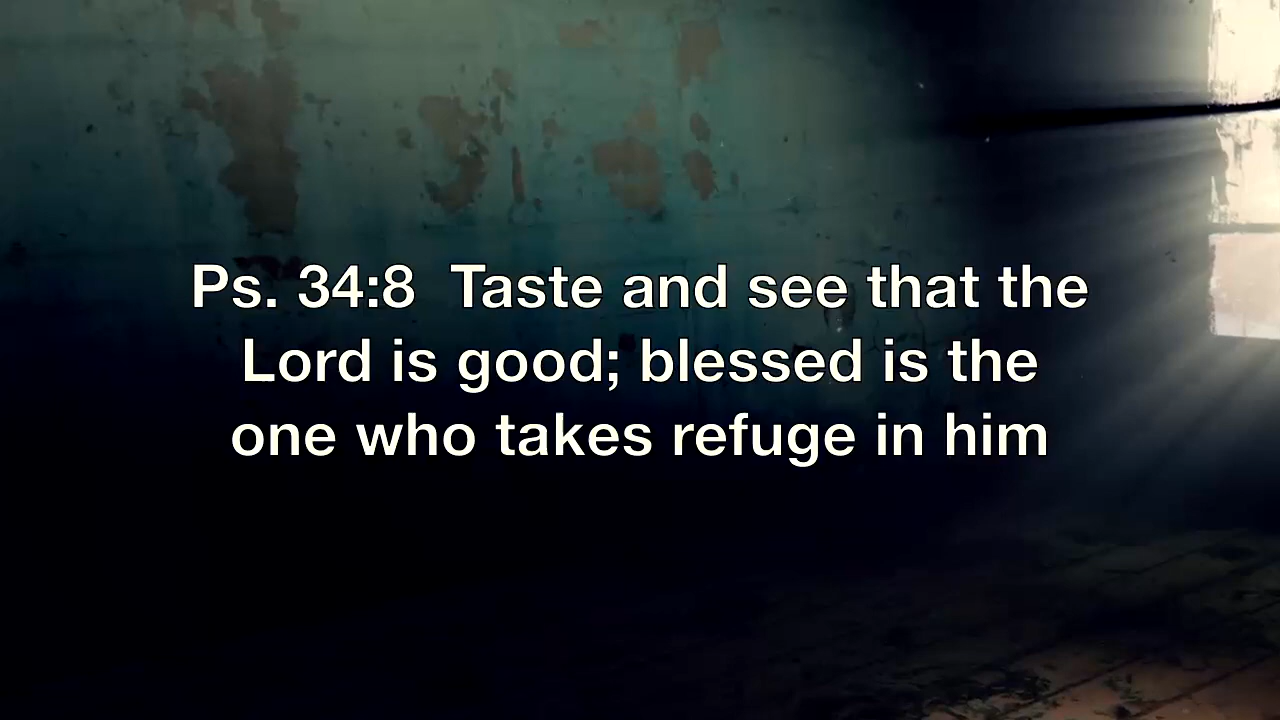 Ps. 34:8  Taste and see that the
Lord is good; blessed is the
one who takes refuge in him